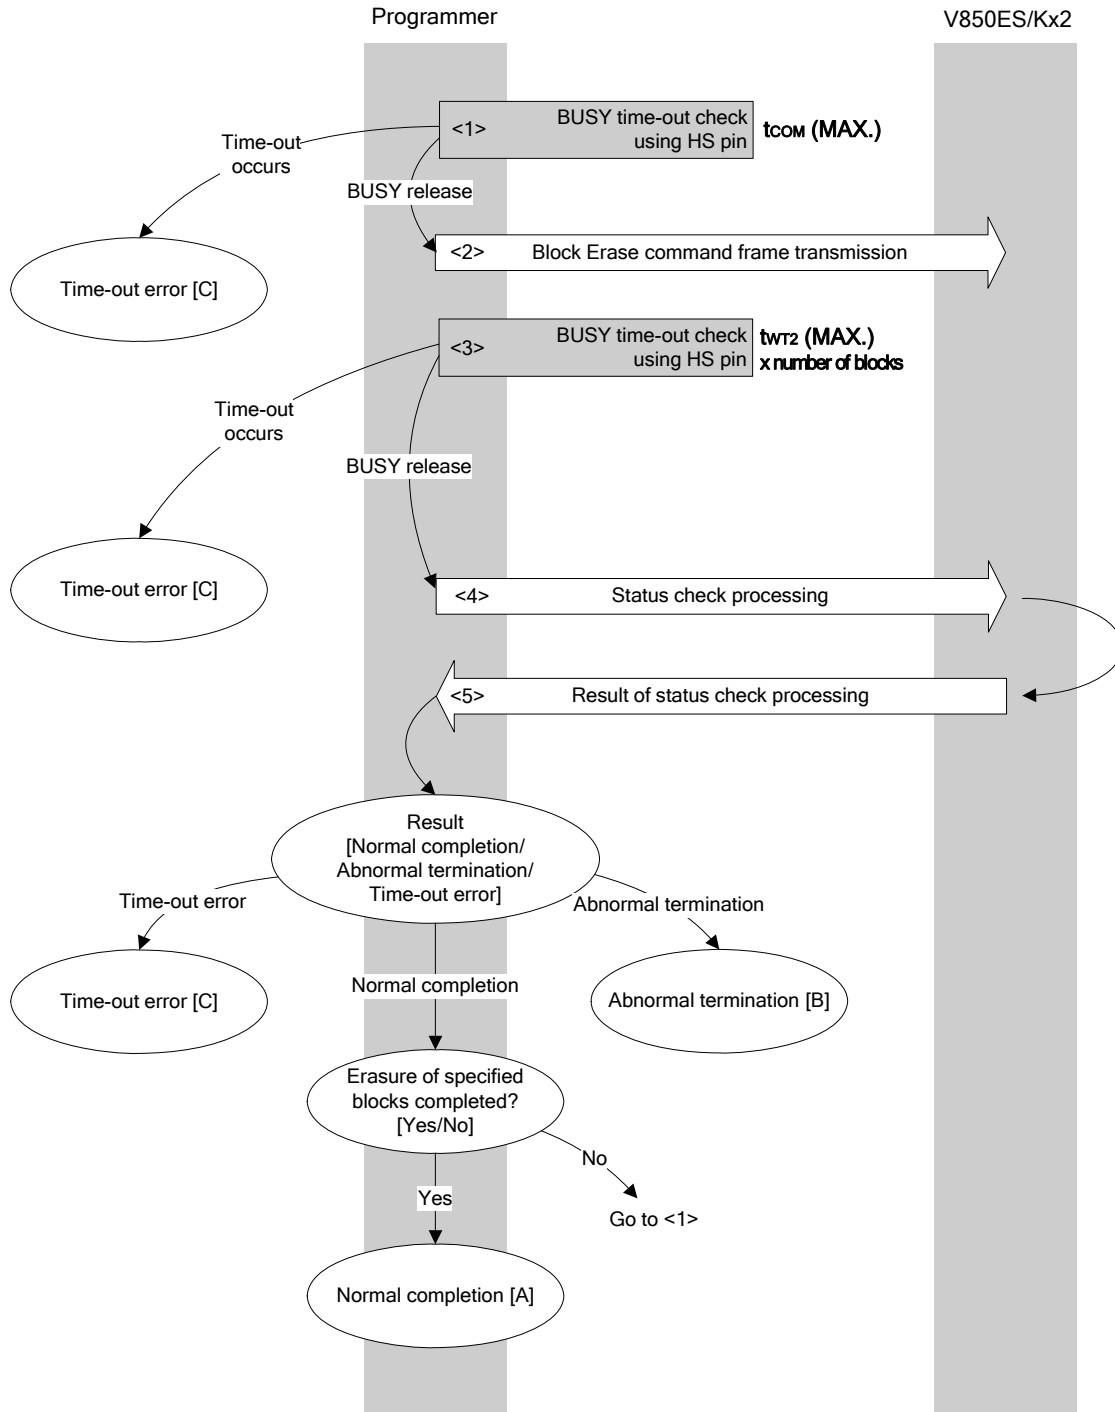 Programmer
V850ES/Kx2
<1>
BUSY time-out check
using HS pin
tCOM (MAX.)
Time-out
occurs
BUSY release
<2>
Block Erase command frame transmission
Time-out error [C]
<3>
BUSY time-out check
using HS pin
tWT2 (MAX.)
x number of blocks
Time-out
occurs
BUSY release
Time-out error [C]
<4>
Status check processing
<5>
Result of status check processing
Result
[Normal completion/
Abnormal termination/
Time-out error]
Time-out error
Abnormal termination
Time-out error [C]
Normal completion
Abnormal termination [B]
Erasure of specified
blocks completed?
[Yes/No]
No
Yes
Go to <1>
Normal completion [A]